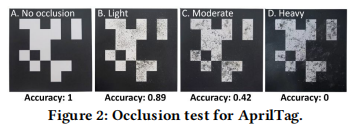 A. No occlusion B. Light C. Moderate D. Heavy
Accuracy: 1 Accuracy: 0.89 Accuracy: 0.42 Accuracy: 0
Figure 2: Occlusion test for AprilTag.